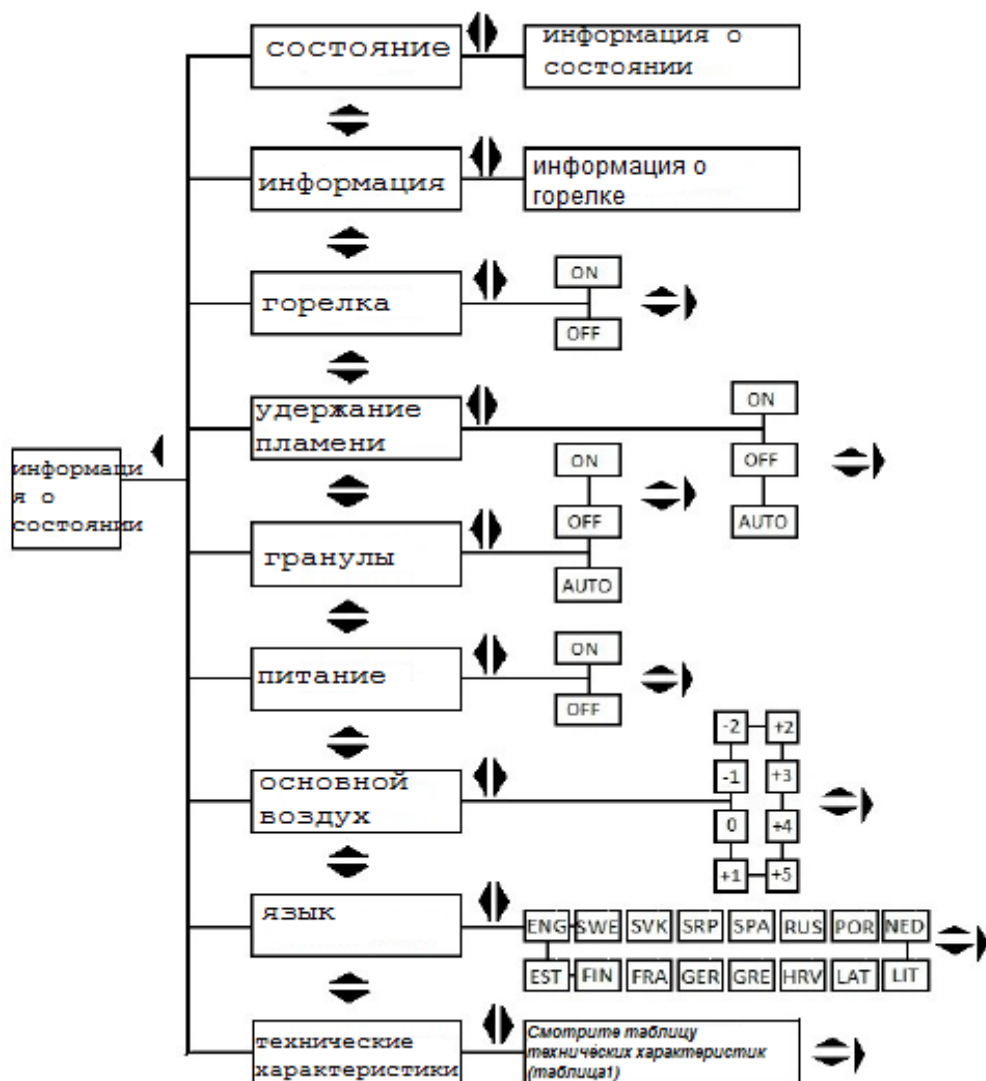 состояние
информация о
состоянии
информация
информация о
горелке
горелка
ON
OFF
удержание
пламени
ON
OFF
AUTO
информаци
я о
состоянии
гранулы
ON
OFF
AUTO
питание
ON
OFF
основной
воздух
-2 +2
-1 +3
0 +4
+1 +5
язык
ENG SWE SVK SRP SPA RUS POR NED
EST FIN FRA GER GRE HRV LAT LIT
технические
характеристики
Смотрите таблицу
технических характеристик
(таблица1)